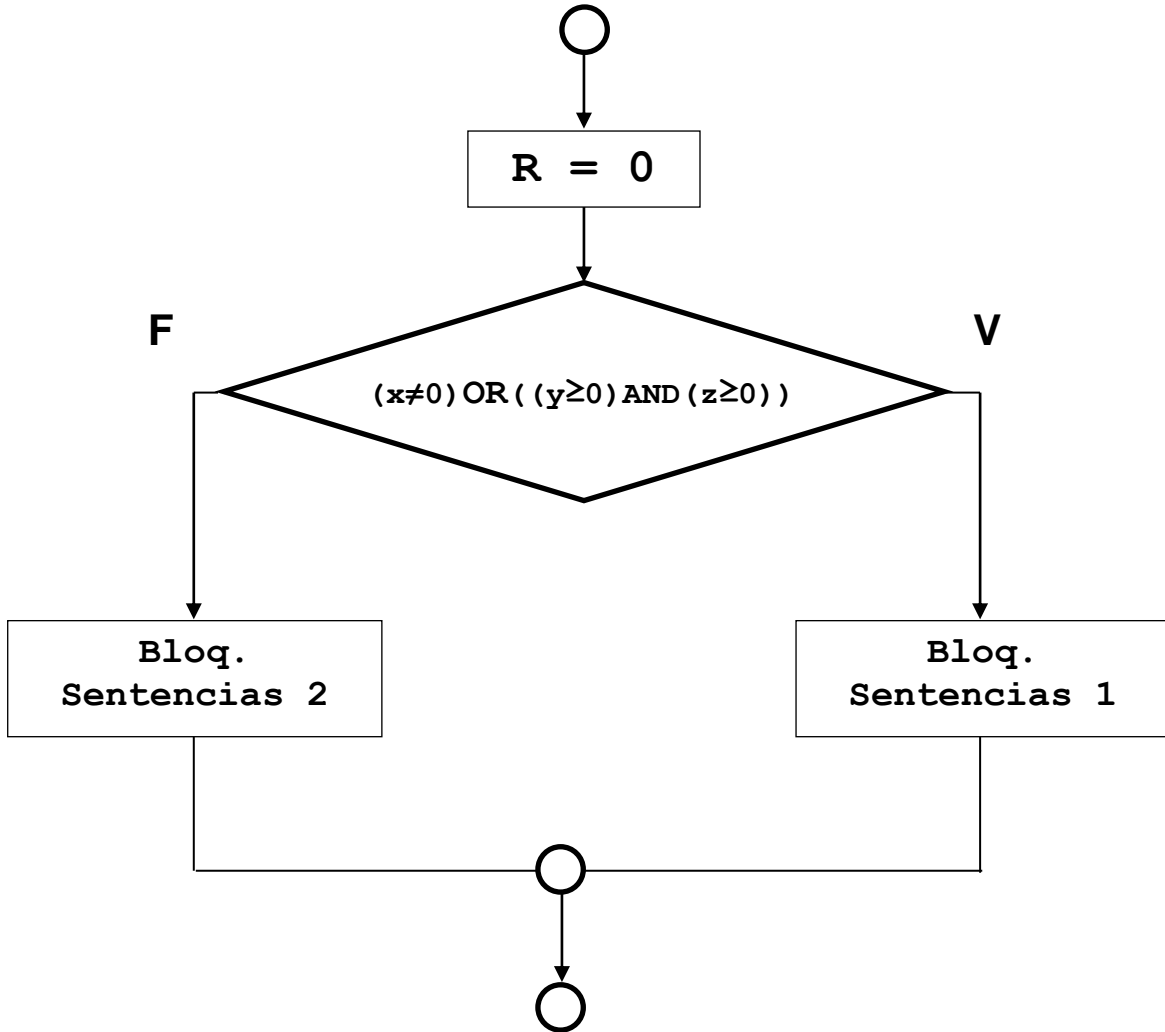 R = 0
F
V
(x≠0)OR((y≥0)AND(z≥0))
Bloq.
Sentencias 2
Bloq.
Sentencias 1